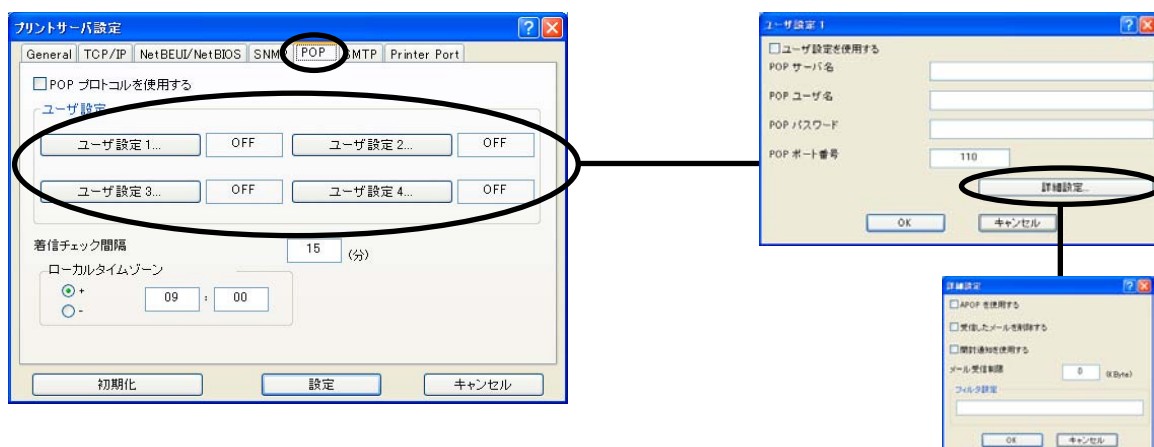 プリントサーバ設定
General TCP/IP NetBEUI/NetBIOS SNMP POP SMTP Printer Port
POP プロトコルを使用する
ユーザ設定
ユーザ設定 1... OFF ユーザ設定 2... OFF
ユーザ設定 3... OFF ユーザ設定 4... OFF
着信チェック間隔 15 (分)
ローカルタイムゾーン
+ 09 : 00
-
初期化 設定 キャンセル
ユーザ設定 1
ユーザ設定を使用する
POP サーバ名
POP ユーザ名
POP パスワード
POP ポート番号 110
詳細設定...
OK キャンセル
詳細設定
APOP を使用する
受信したメールを削除する
開封通知を使用する
メール受信制限 0 (KByte)
フィルタ設定
OK キャンセル